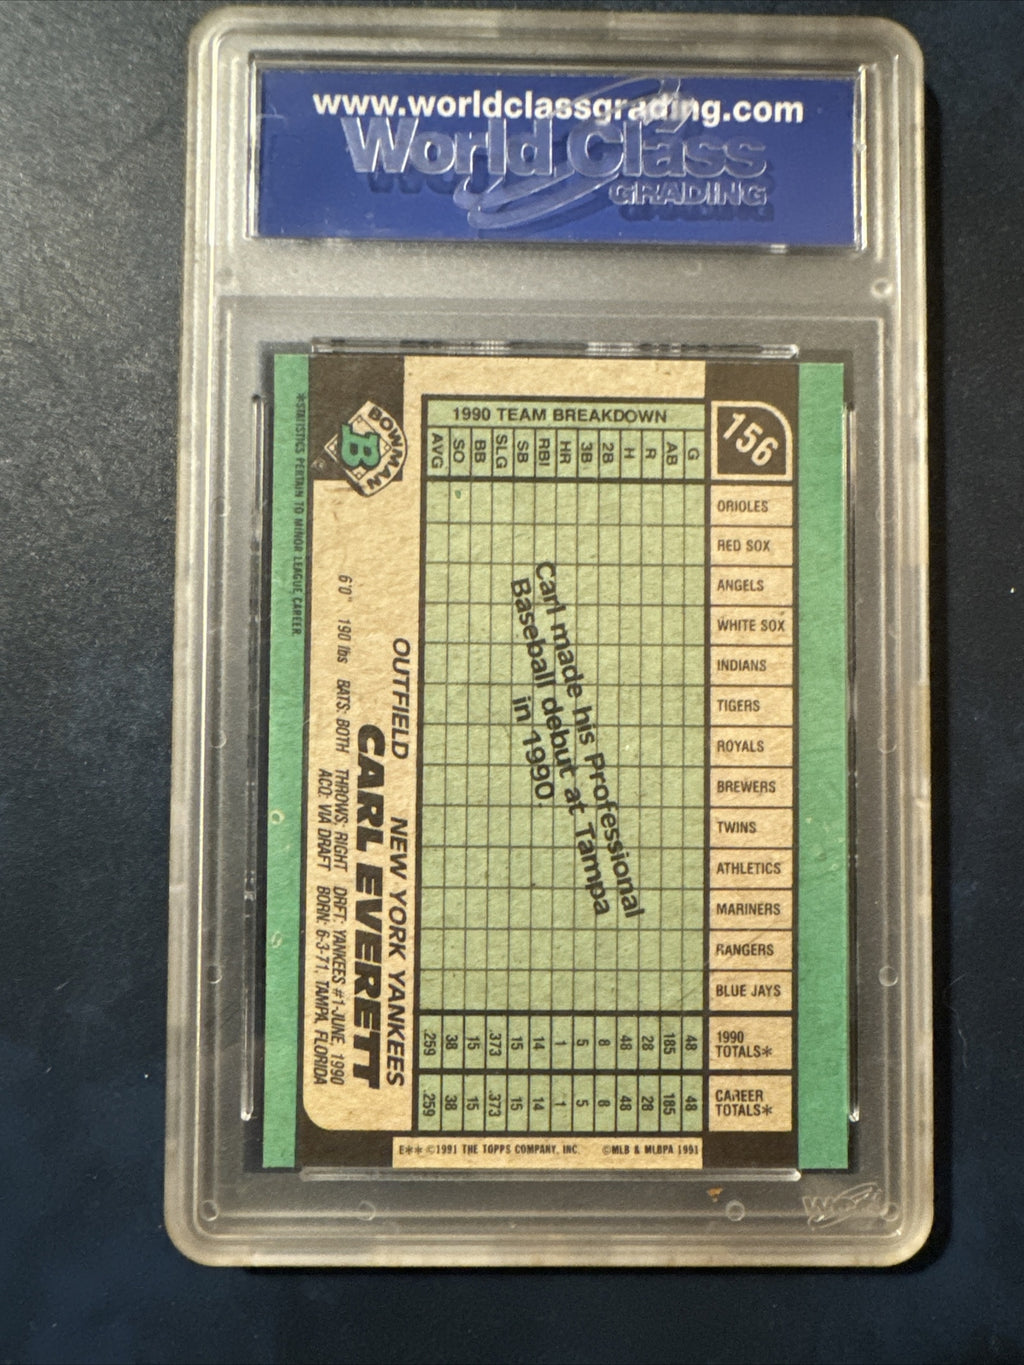 www.worldclassgrading.com
World Class
GRADING
156
BOWMAN
B
OUTFIELD NEW YORK YANKEES
CARL EVERETT
6'0" 190 lbs BATS: BOTH THROWS: RIGHT DRFT: YANKEES #1-JUNE, 1990
ACQ: VIA DRAFT BORN: 6-3-71, TAMPA, FLORIDA
*STATISTICS PERTAIN TO MINOR LEAGUE CAREER.
1990 TEAM BREAKDOWN
AVG SO BB SLG SB RBI HR 3B 2B H R AB G
ORIOLES
RED SOX
ANGELS
WHITE SOX
INDIANS
TIGERS
ROYALS
BREWERS
TWINS
ATHLETICS
MARINERS
RANGERS
BLUE JAYS
Carl made his Professional
Baseball debut at Tampa
in 1990.
.259 38 15 .373 15 14 1 5 8 48 28 185 48 1990 TOTALS*
.259 38 15 .373 15 14 1 5 8 48 28 185 48 CAREER TOTALS*
E** ©1991 THE TOPPS COMPANY, INC. ©MLB & MLBPA 1991
WCG